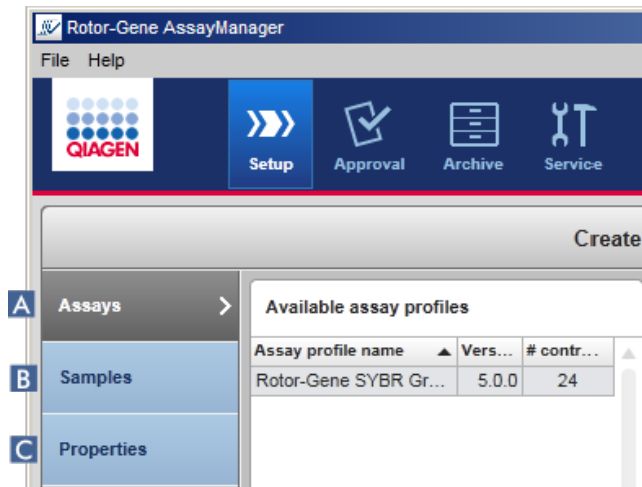 Rotor-Gene AssayManager
File Help
QIAGEN
Setup Approval Archive Service
Create
A Assays
Available assay profiles
Assay profile name Vers... # contr...
Rotor-Gene SYBR Gr... 5.0.0 24
B Samples
C Properties